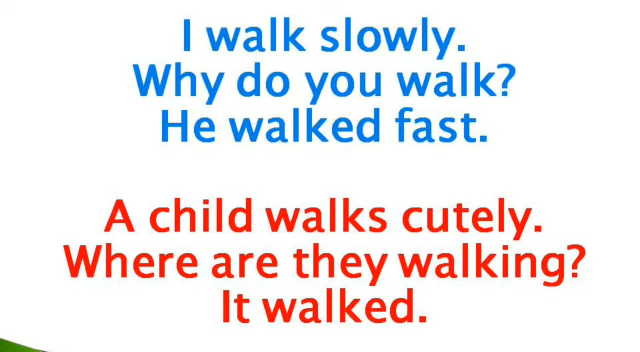 I walk slowly.
Why do you walk?
He walked fast.
A child walks cutely.
Where are they walking?
It walked.